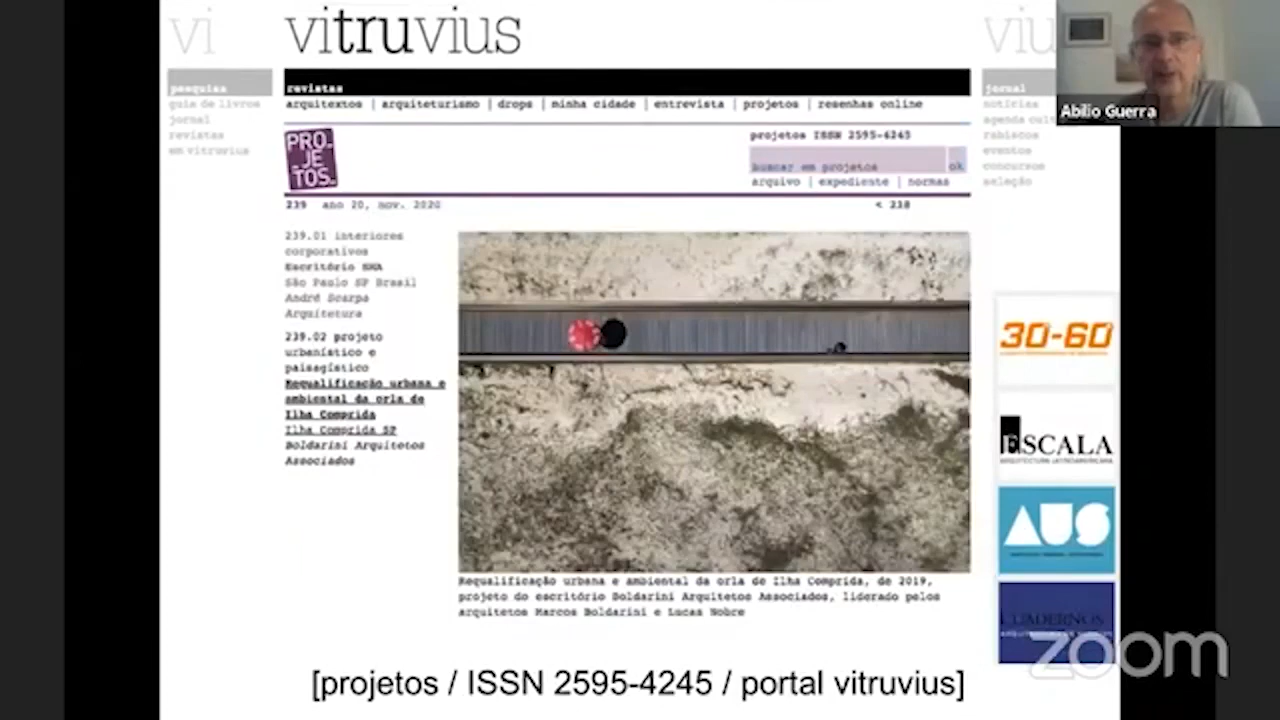 vi
vitruvius
viu
pesquisa
guia de livros
jornal
revistas
em vitruvius
revistas
arquitextos | arquiteturismo | drops | minha cidade | entrevista | projetos | resenhas online
PRO-
-JE
TOS.
projetos ISSN 2595-4245
buscar em projetos ok
arquivo | expediente | normas
239 ano 20, nov. 2020
< 238
239.01 interiores
corporativos
São Paulo SP Brasil
André Scarpa
Arquitetura
239.02 projeto
urbanístico e
paisagístico
Requalificação urbana e
ambiental da orla de
Ilha Comprida
Ilha Comprida SP
Boldarini Arquitetos
Associados
Requalificação urbana e ambiental da orla de Ilha Comprida, de 2019,
projeto do escritório Boldarini Arquitetos Associados, liderado pelos
arquitetos Marcos Boldarini e Lucas Nobre
jornal
notícias
agenda cult
rabiscos
eventos
concursos
seleção
Abilio Guerra
30-60
ESCALA
AUS
CUADERNOS
zoom
[projetos / ISSN 2595-4245 / portal vitruvius]